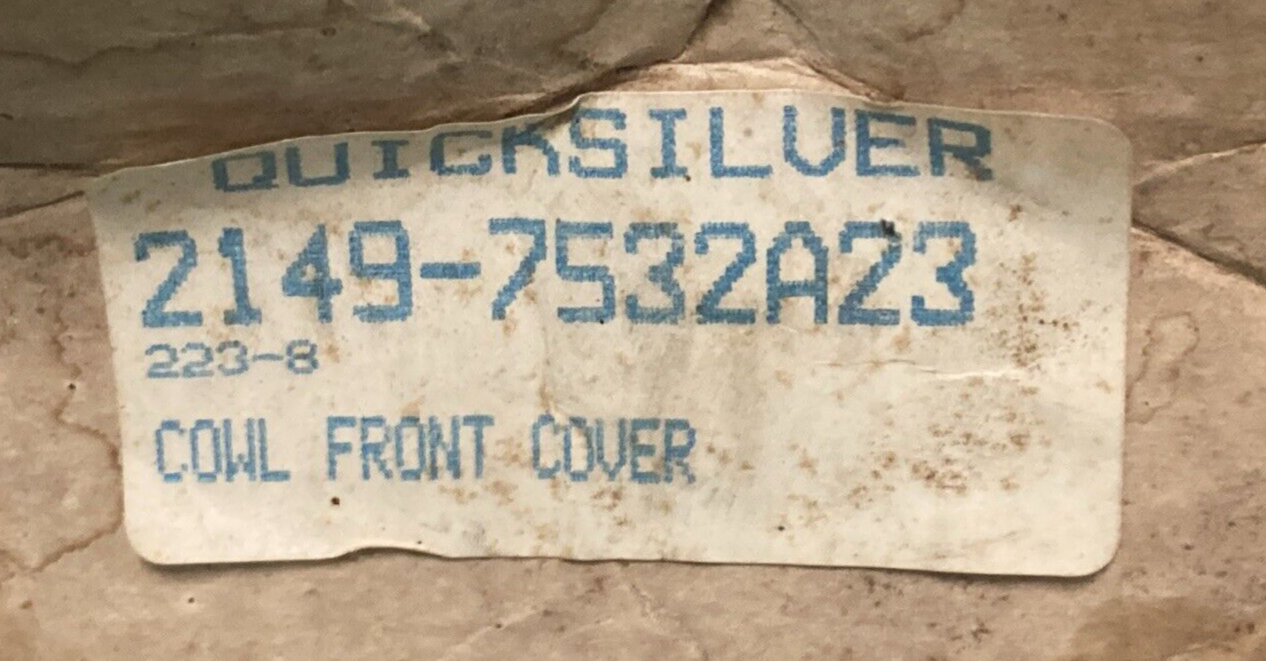 QUICKSILVER
2149-7532A23
223-8
COWL FRONT COVER